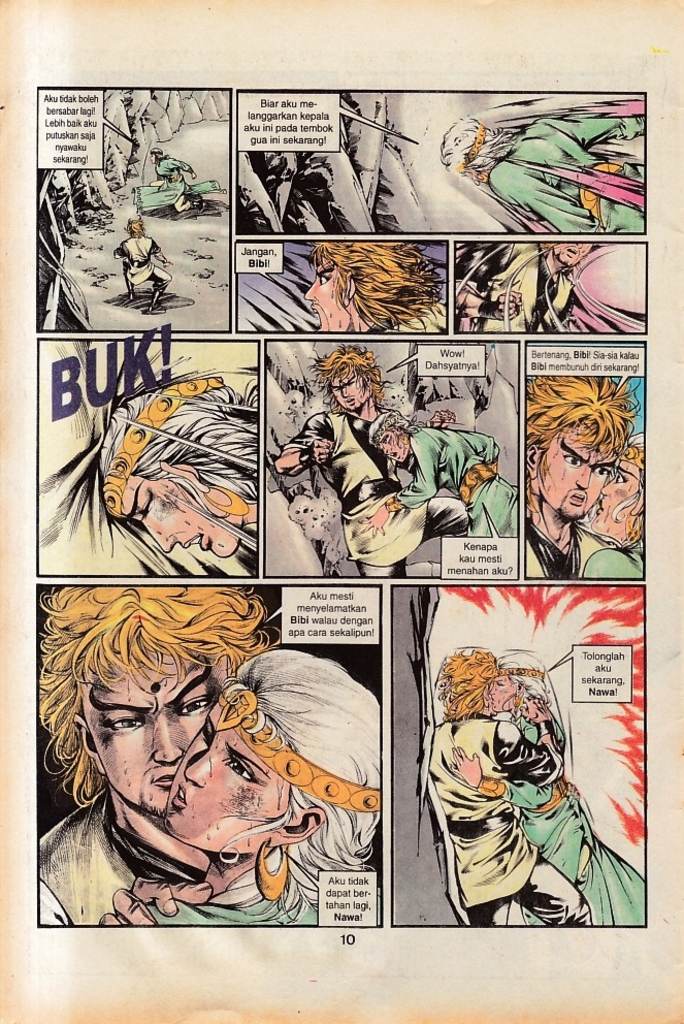 Aku tidak boleh
bersabar lagi!
Lebih baik aku
putuskan saja
nyawaku
sekarang!
Biar aku me-
langgarkan kepala
aku ini pada tembok
gua ini sekarang!
Jangan,
Bibi!
BUK!
Wow!
Dahsyatnya!
Kenapa
kau mesti
menahan aku?
Bertenang, Bibi! Sia-sia kalau
Bibi membunuh diri sekarang!
Aku mesti
menyelamatkan
Bibi walau dengan
apa cara sekalipun!
Aku tidak
dapat ber-
tahan lagi,
Nawa!
Tolonglah
aku
sekarang,
Nawa!
10